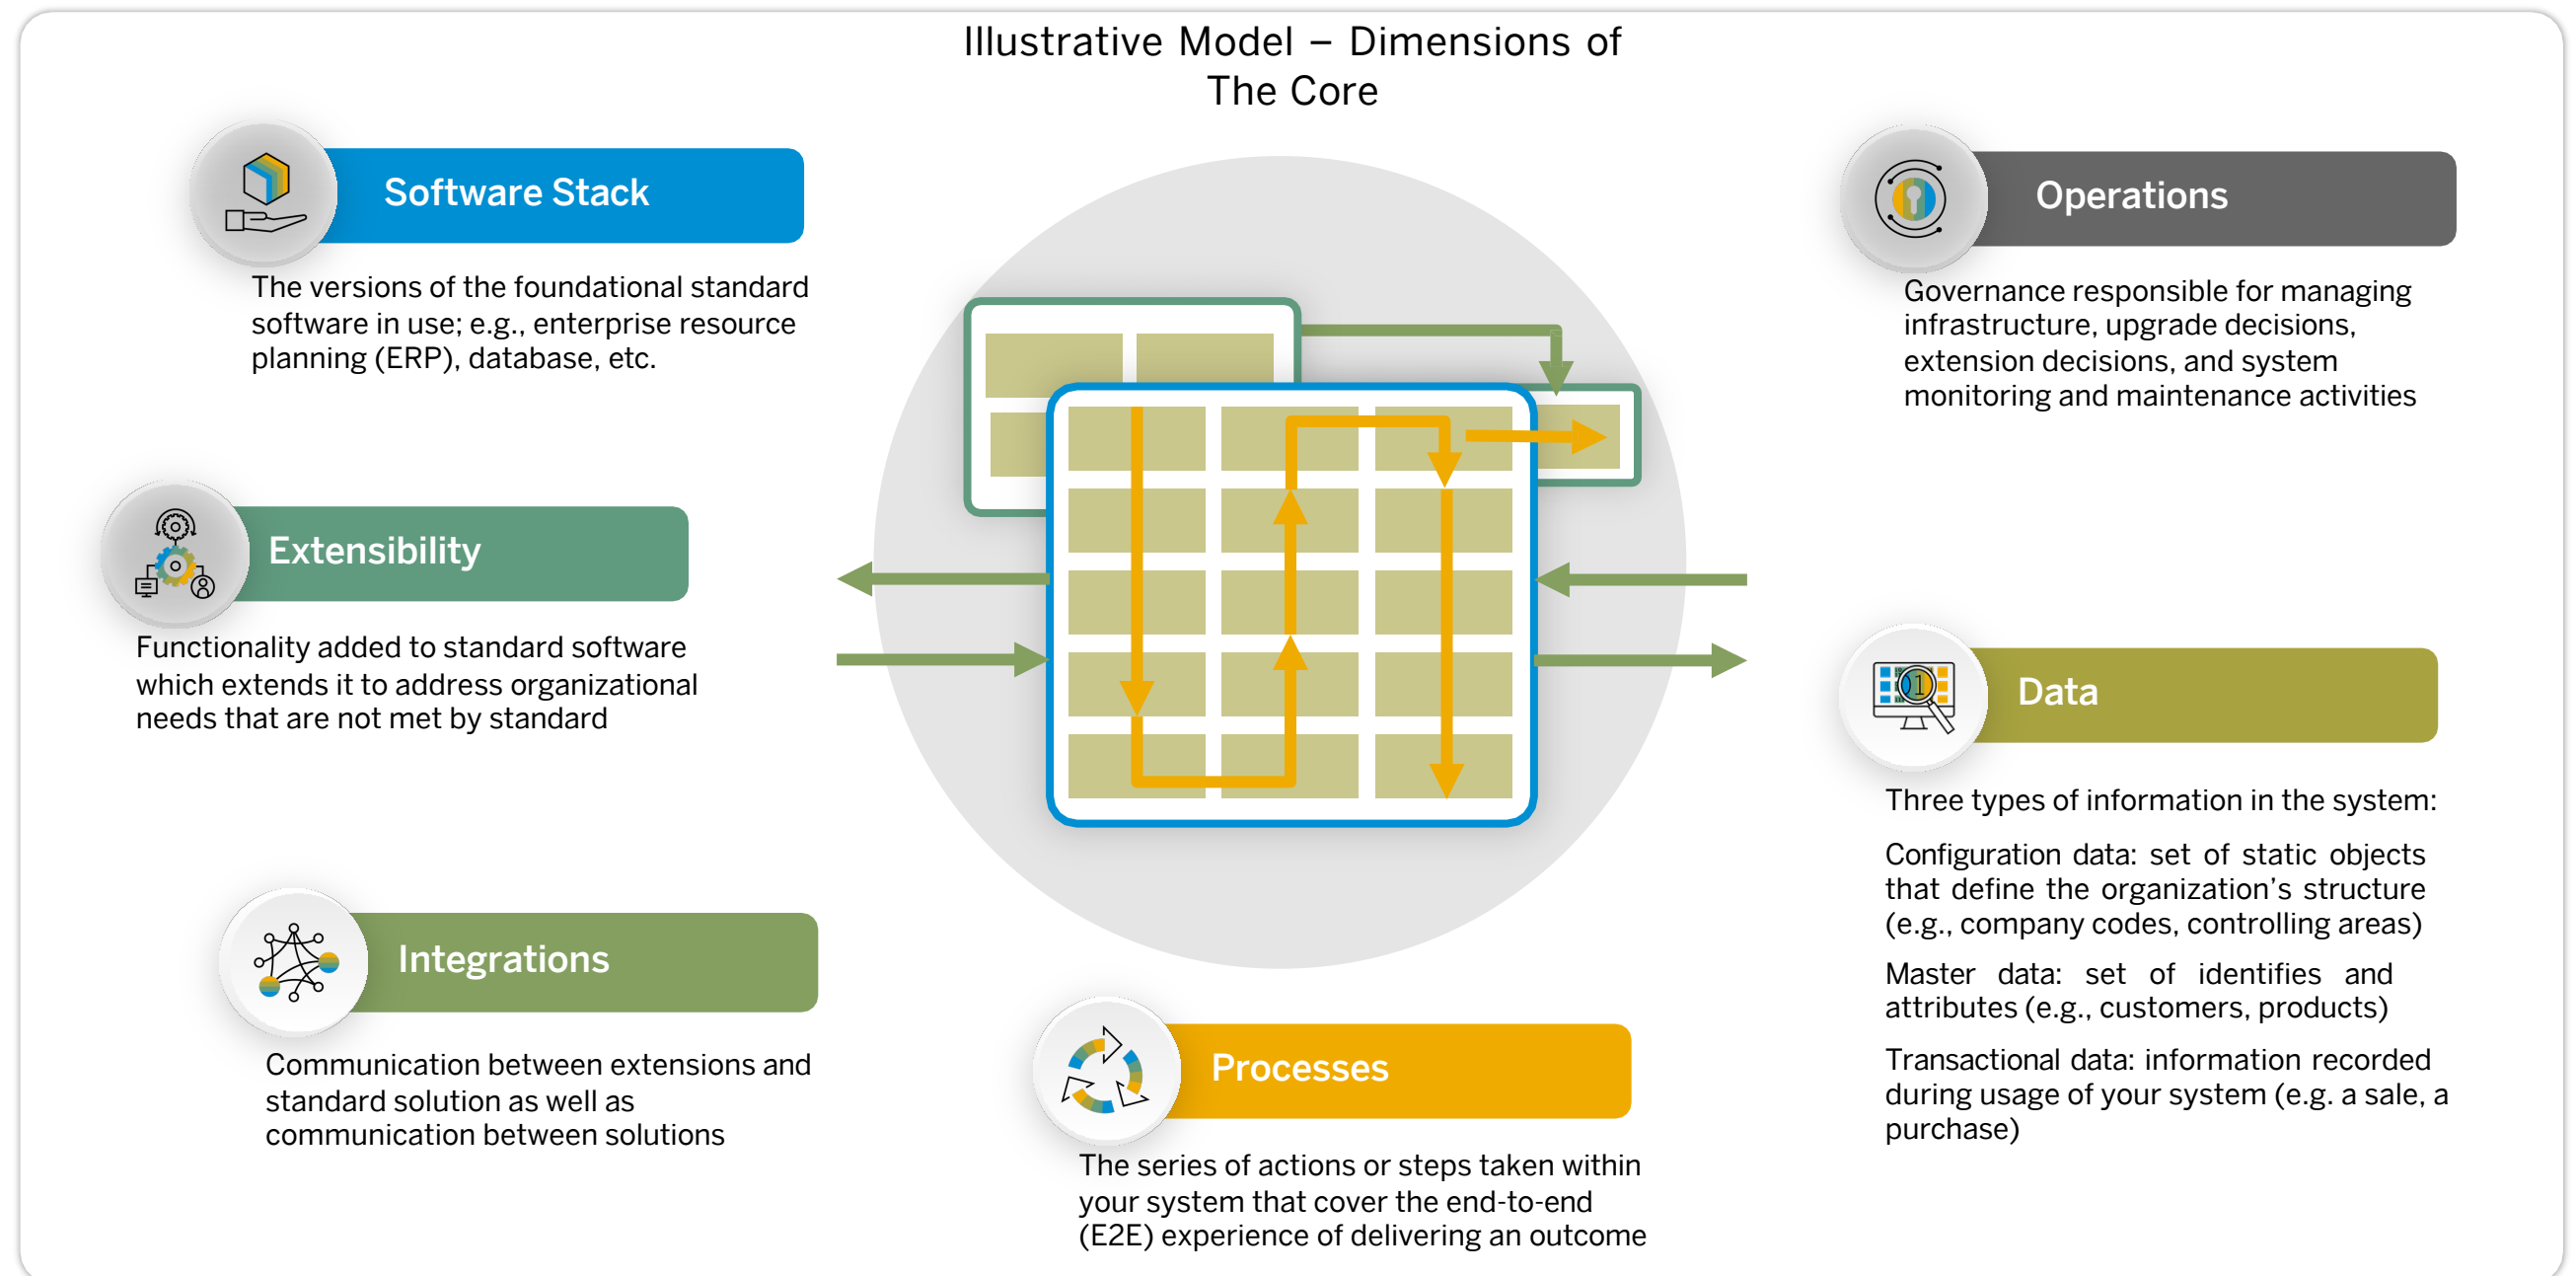 Illustrative Model – Dimensions of
The Core
Software Stack
The versions of the foundational standard
software in use; e.g., enterprise resource
planning (ERP), database, etc.
Extensibility
Functionality added to standard software
which extends it to address organizational
needs that are not met by standard
Integrations
Communication between extensions and
standard solution as well as
communication between solutions
Processes
The series of actions or steps taken within
your system that cover the end-to-end
(E2E) experience of delivering an outcome
Operations
Governance responsible for managing
infrastructure, upgrade decisions,
extension decisions, and system
monitoring and maintenance activities
Data
Three types of information in the system:
Configuration data: set of static objects
that define the organization’s structure
(e.g., company codes, controlling areas)
Master data: set of identifies and
attributes (e.g., customers, products)
Transactional data: information recorded
during usage of your system (e.g. a sale, a
purchase)